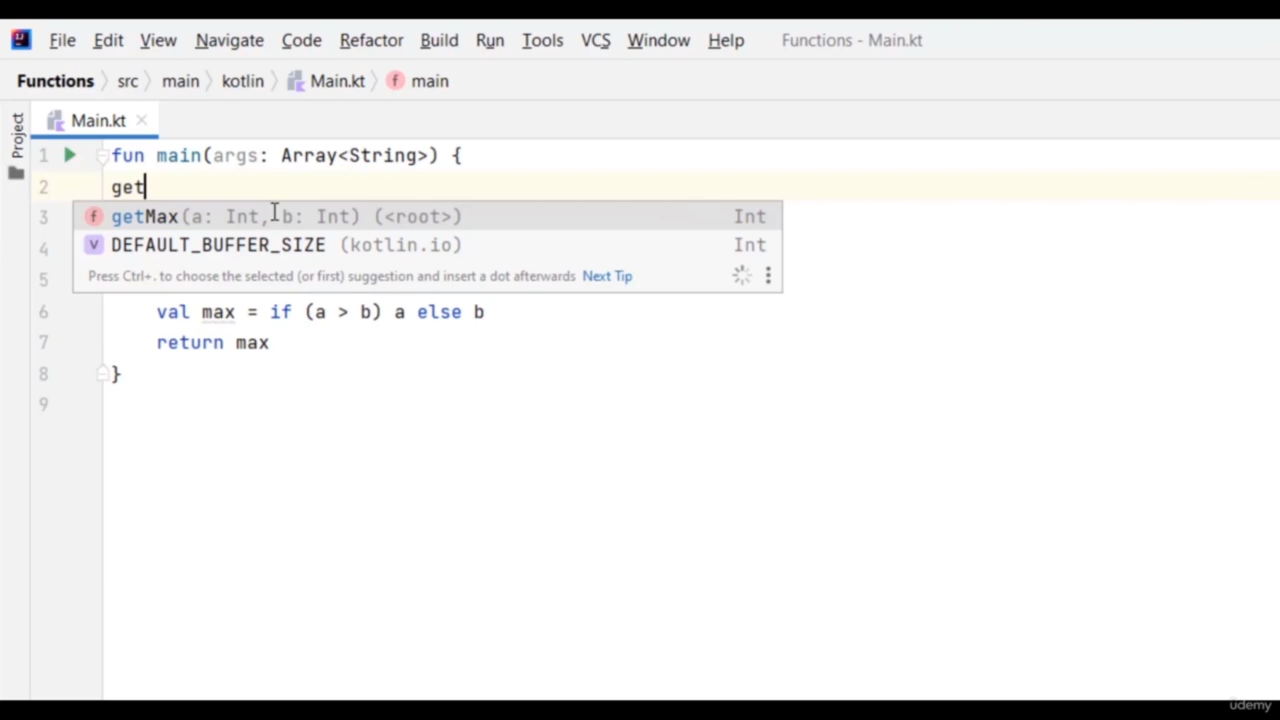 File Edit View Navigate Code Refactor Build Run Tools VCS Window Help Functions - Main.kt
Functions src main kotlin Main.kt main
Project
Main.kt
1 fun main(args: Array<String>) {
2 get
3 getMax(a: Int, b: Int) (<root>) Int
4 DEFAULT_BUFFER_SIZE (kotlin.io) Int
5 Press Ctrl+. to choose the selected (or first) suggestion and insert a dot afterwards Next Tip
6 val max = if (a > b) a else b
7 return max
8 }
9
udemy